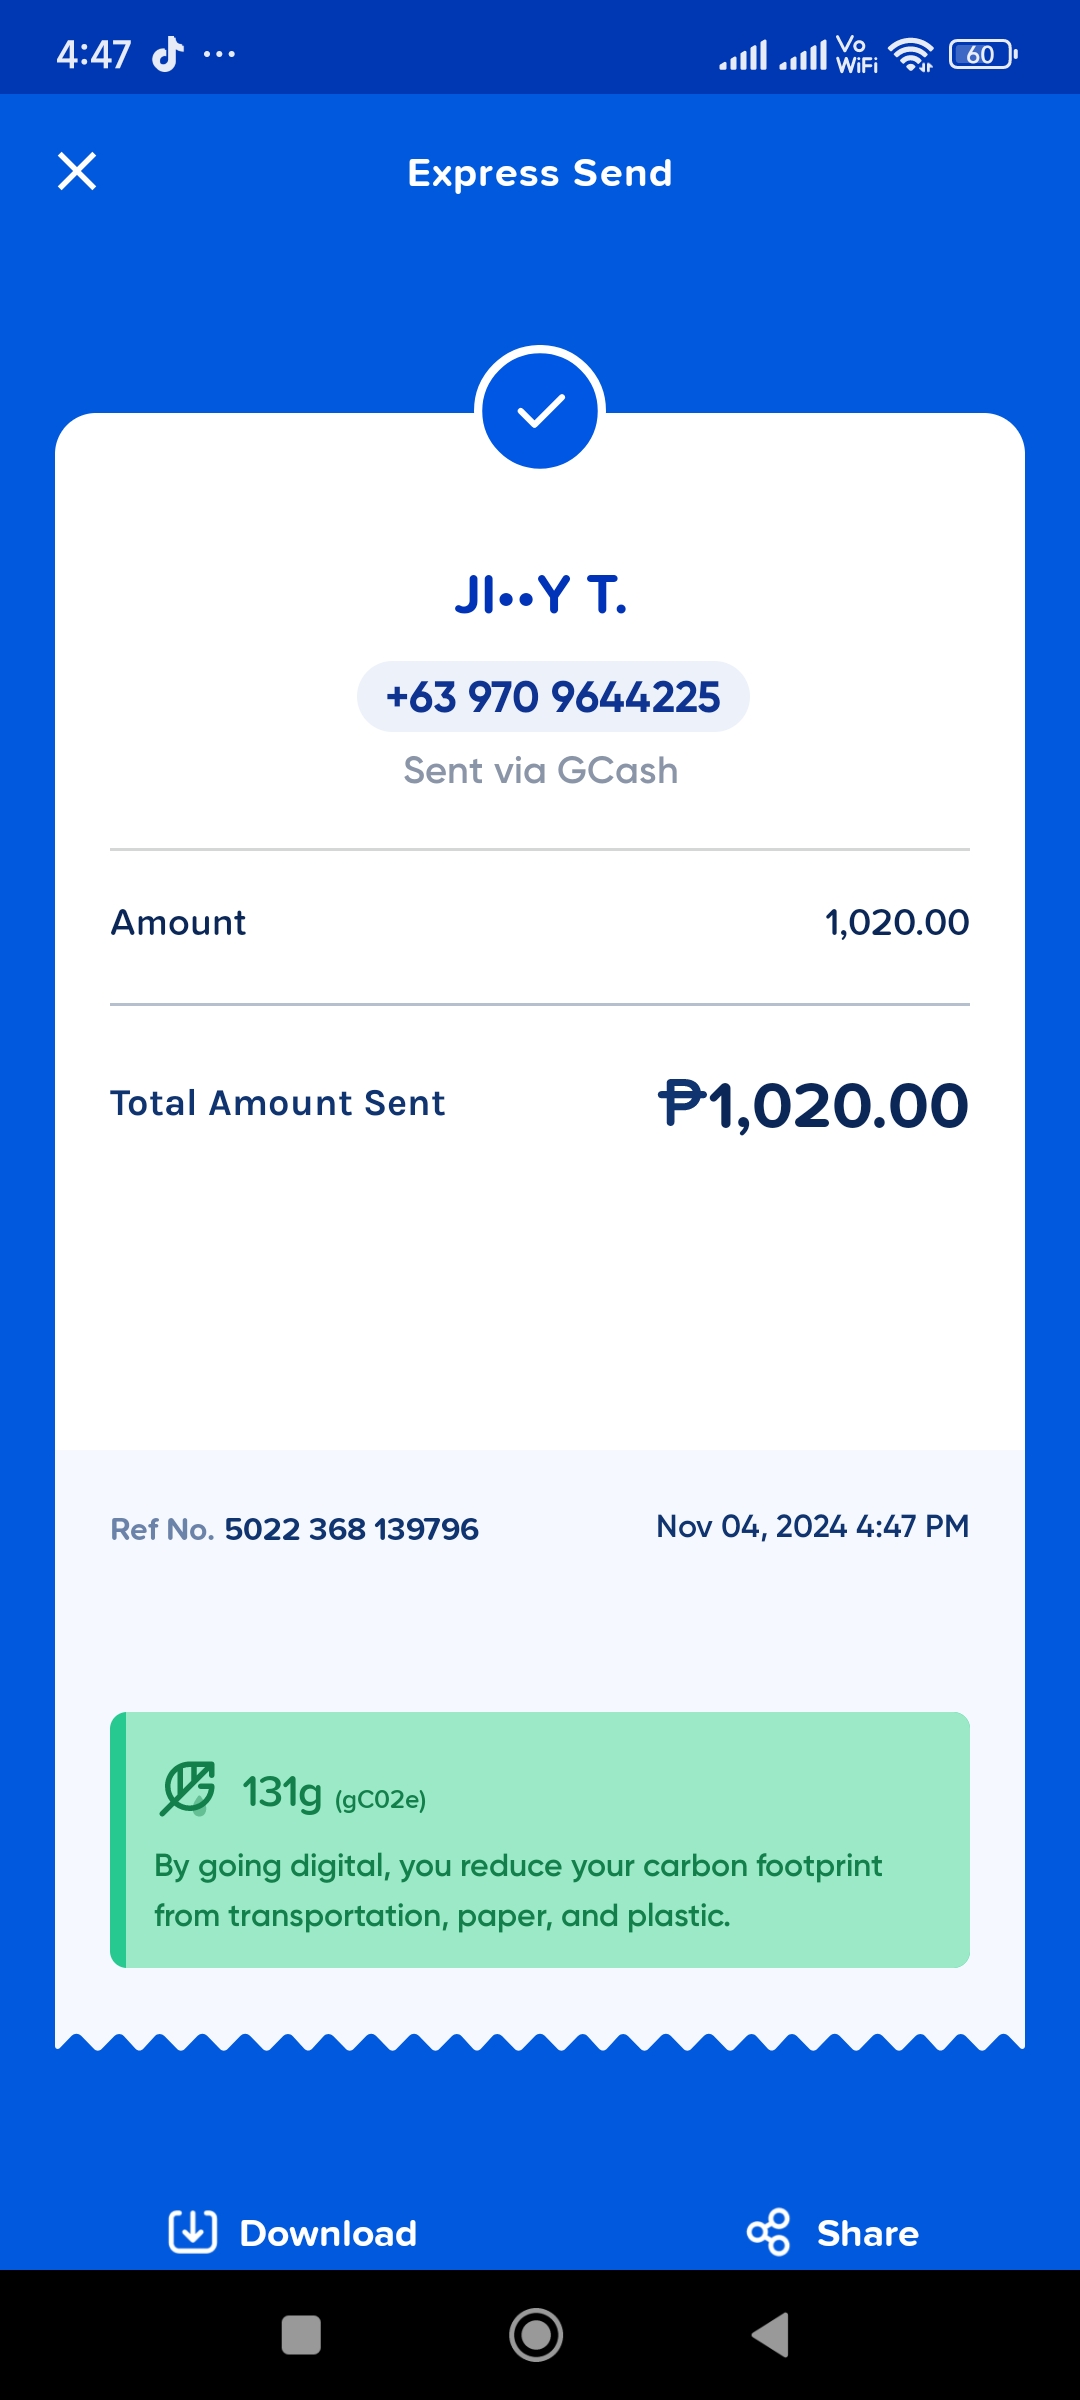 4:47 ...
Vo WiFi 60
Express Send
JI••Y T.
+63 970 9644225
Sent via GCash
Amount 1,020.00
Total Amount Sent ₱1,020.00
Ref No. 5022 368 139796 Nov 04, 2024 4:47 PM
131g (gCO2e)
By going digital, you reduce your carbon footprint
from transportation, paper, and plastic.
Download Share